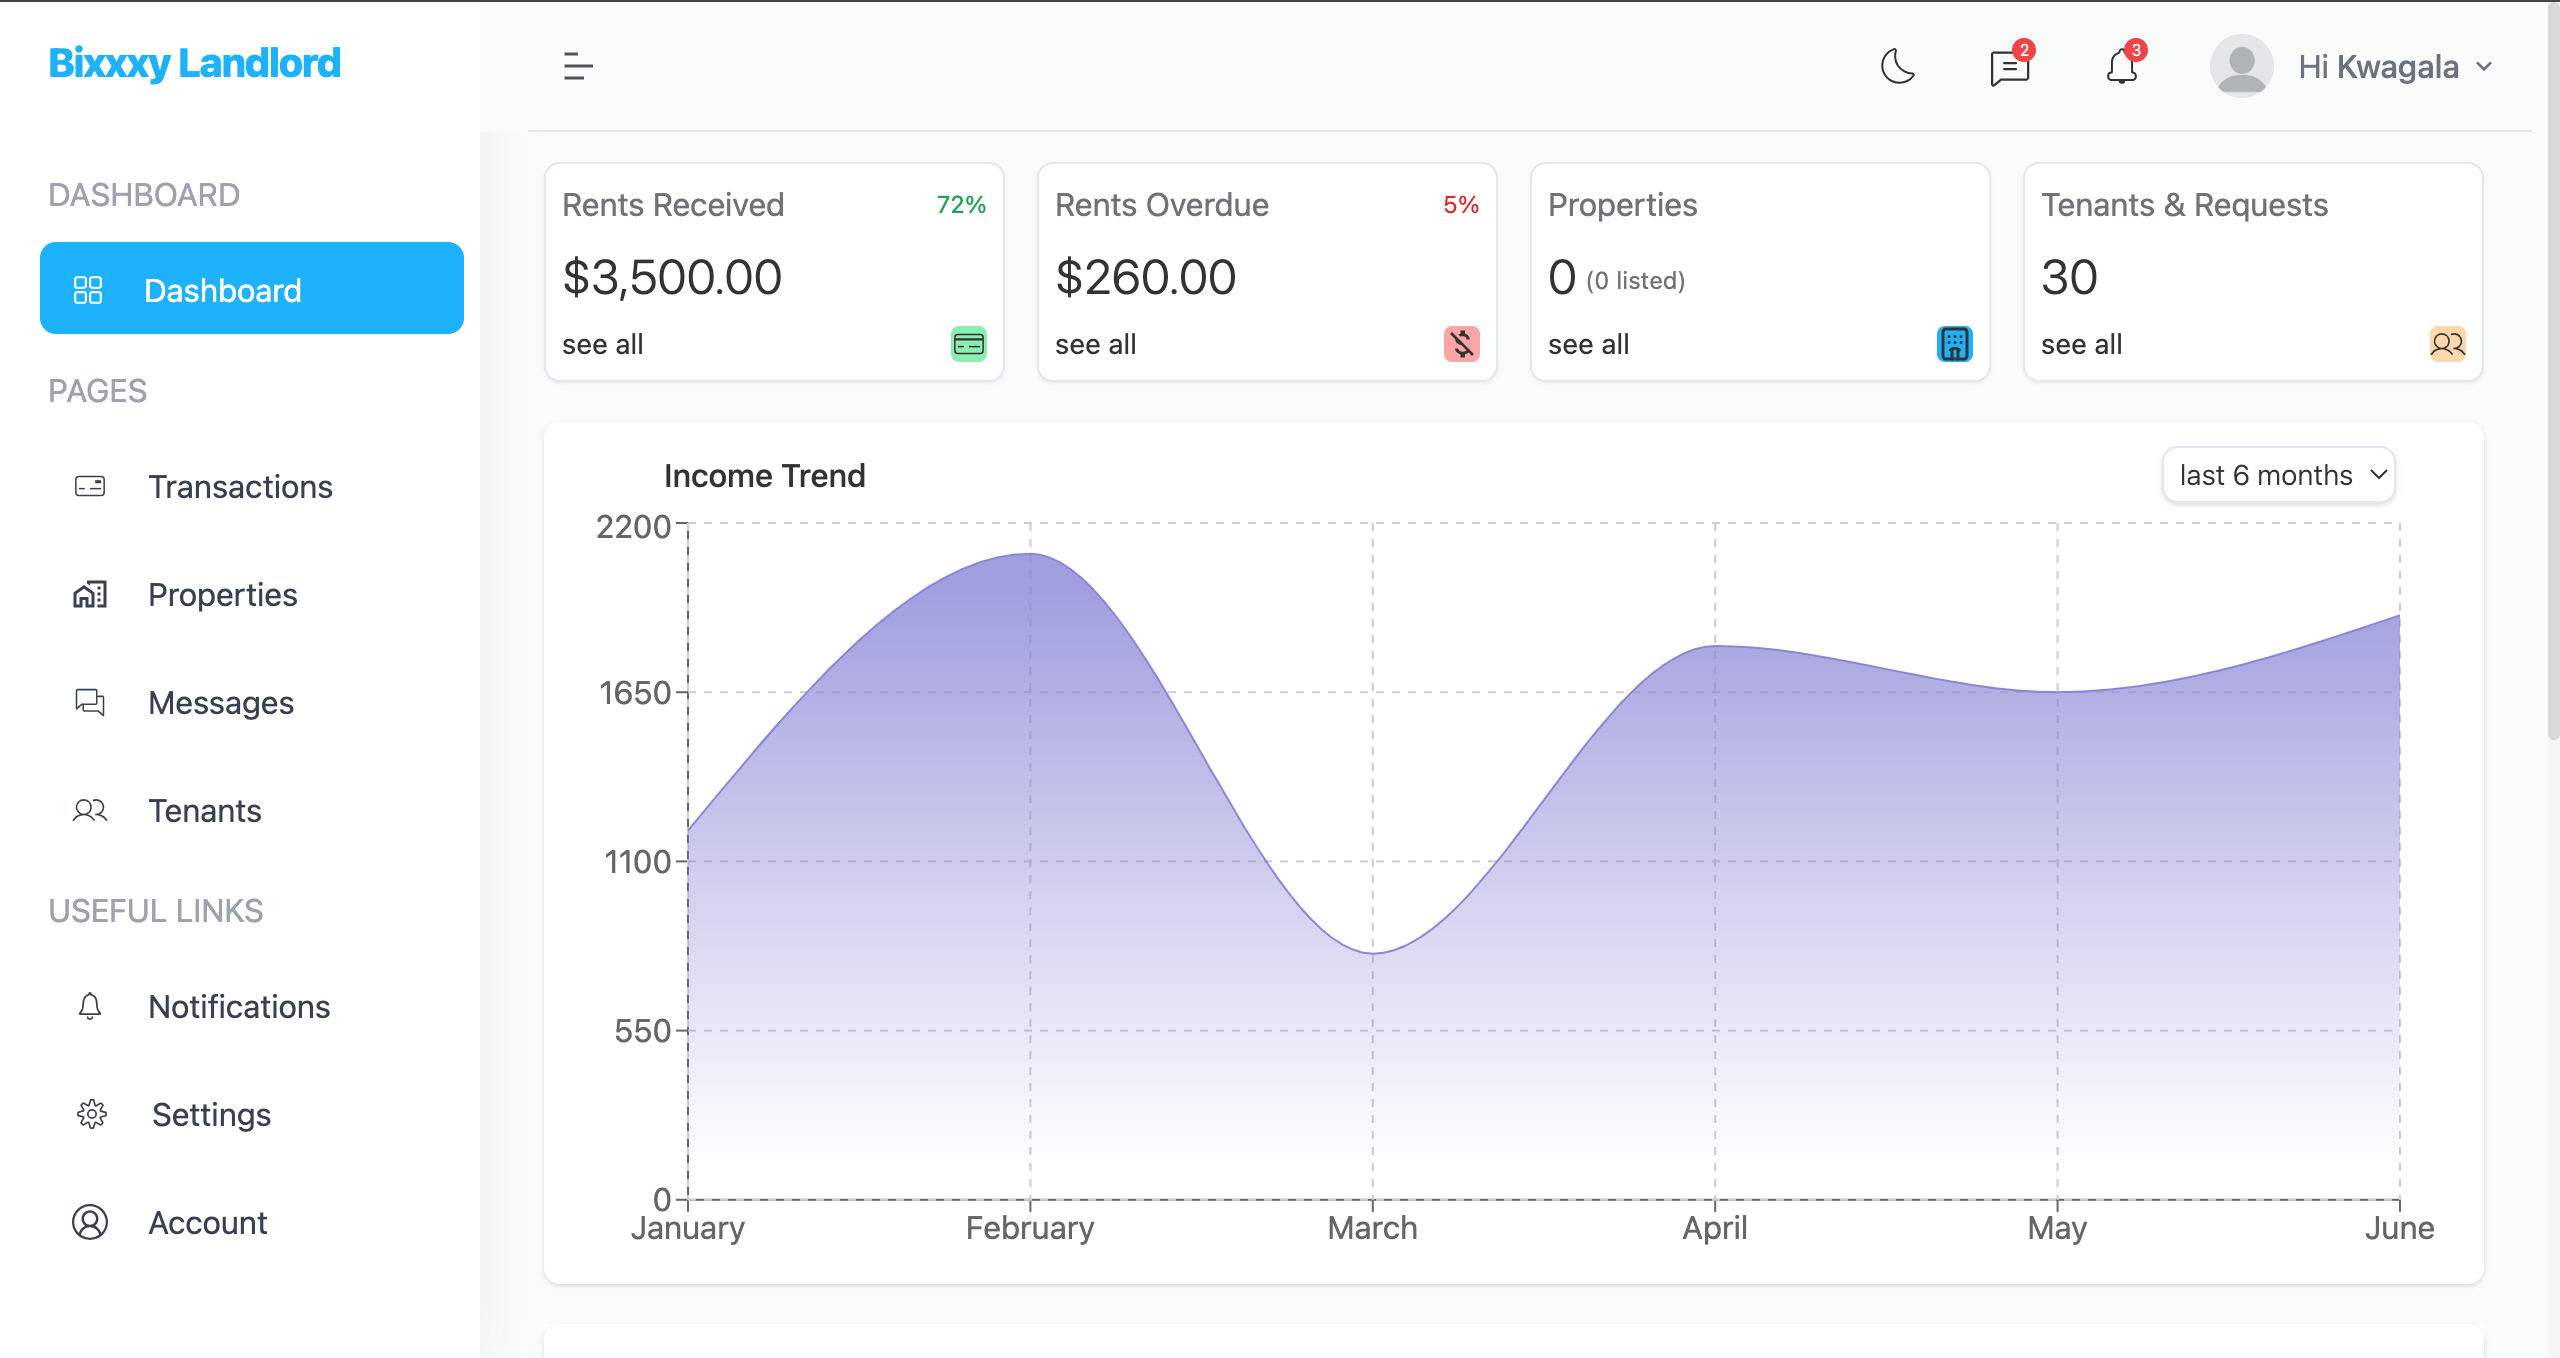 Bixxxy Landlord
2
3
Hi Kwagala
DASHBOARD
Dashboard
PAGES
Transactions
Properties
Messages
Tenants
USEFUL LINKS
Notifications
Settings
Account
Rents Received 72%
$3,500.00
see all
Rents Overdue 5%
$260.00
see all
Properties
0 (0 listed)
see all
Tenants & Requests
30
see all
Income Trend
last 6 months
2200
1650
1100
550
0
January February March April May June